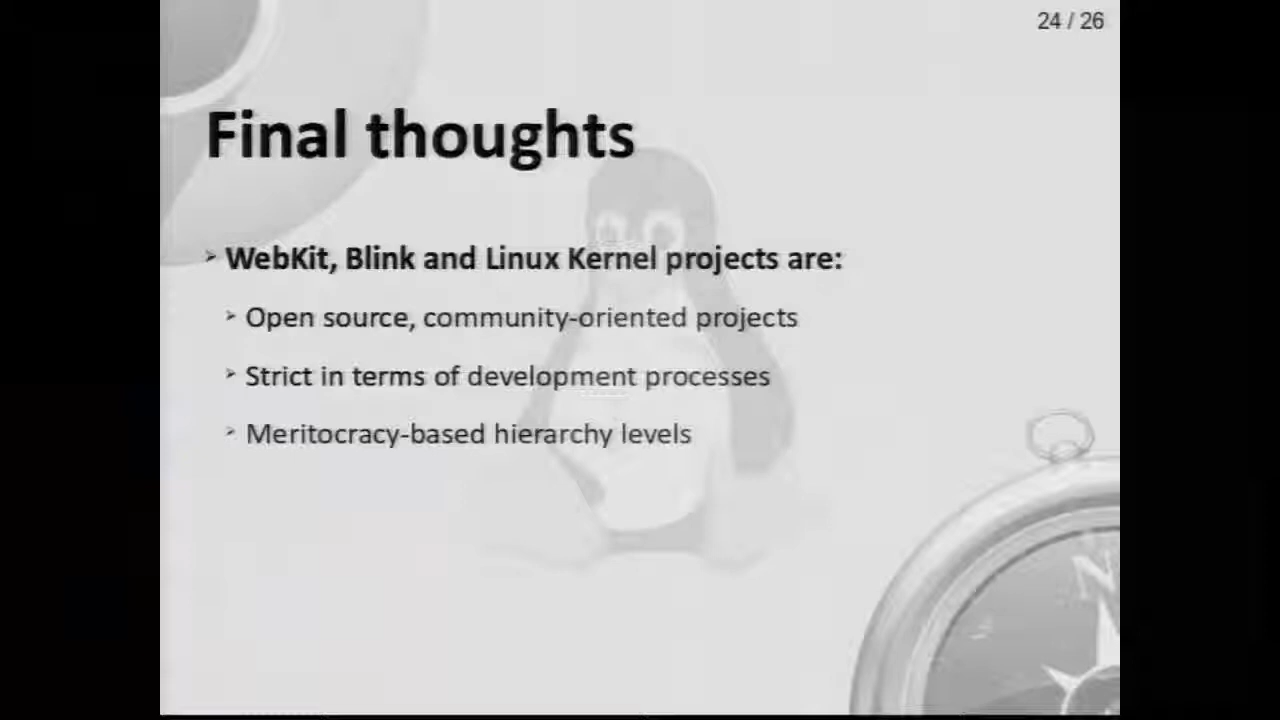 24 / 26
Final thoughts
WebKit, Blink and Linux Kernel projects are:
Open source, community-oriented projects
Strict in terms of development processes
Meritocracy-based hierarchy levels
N